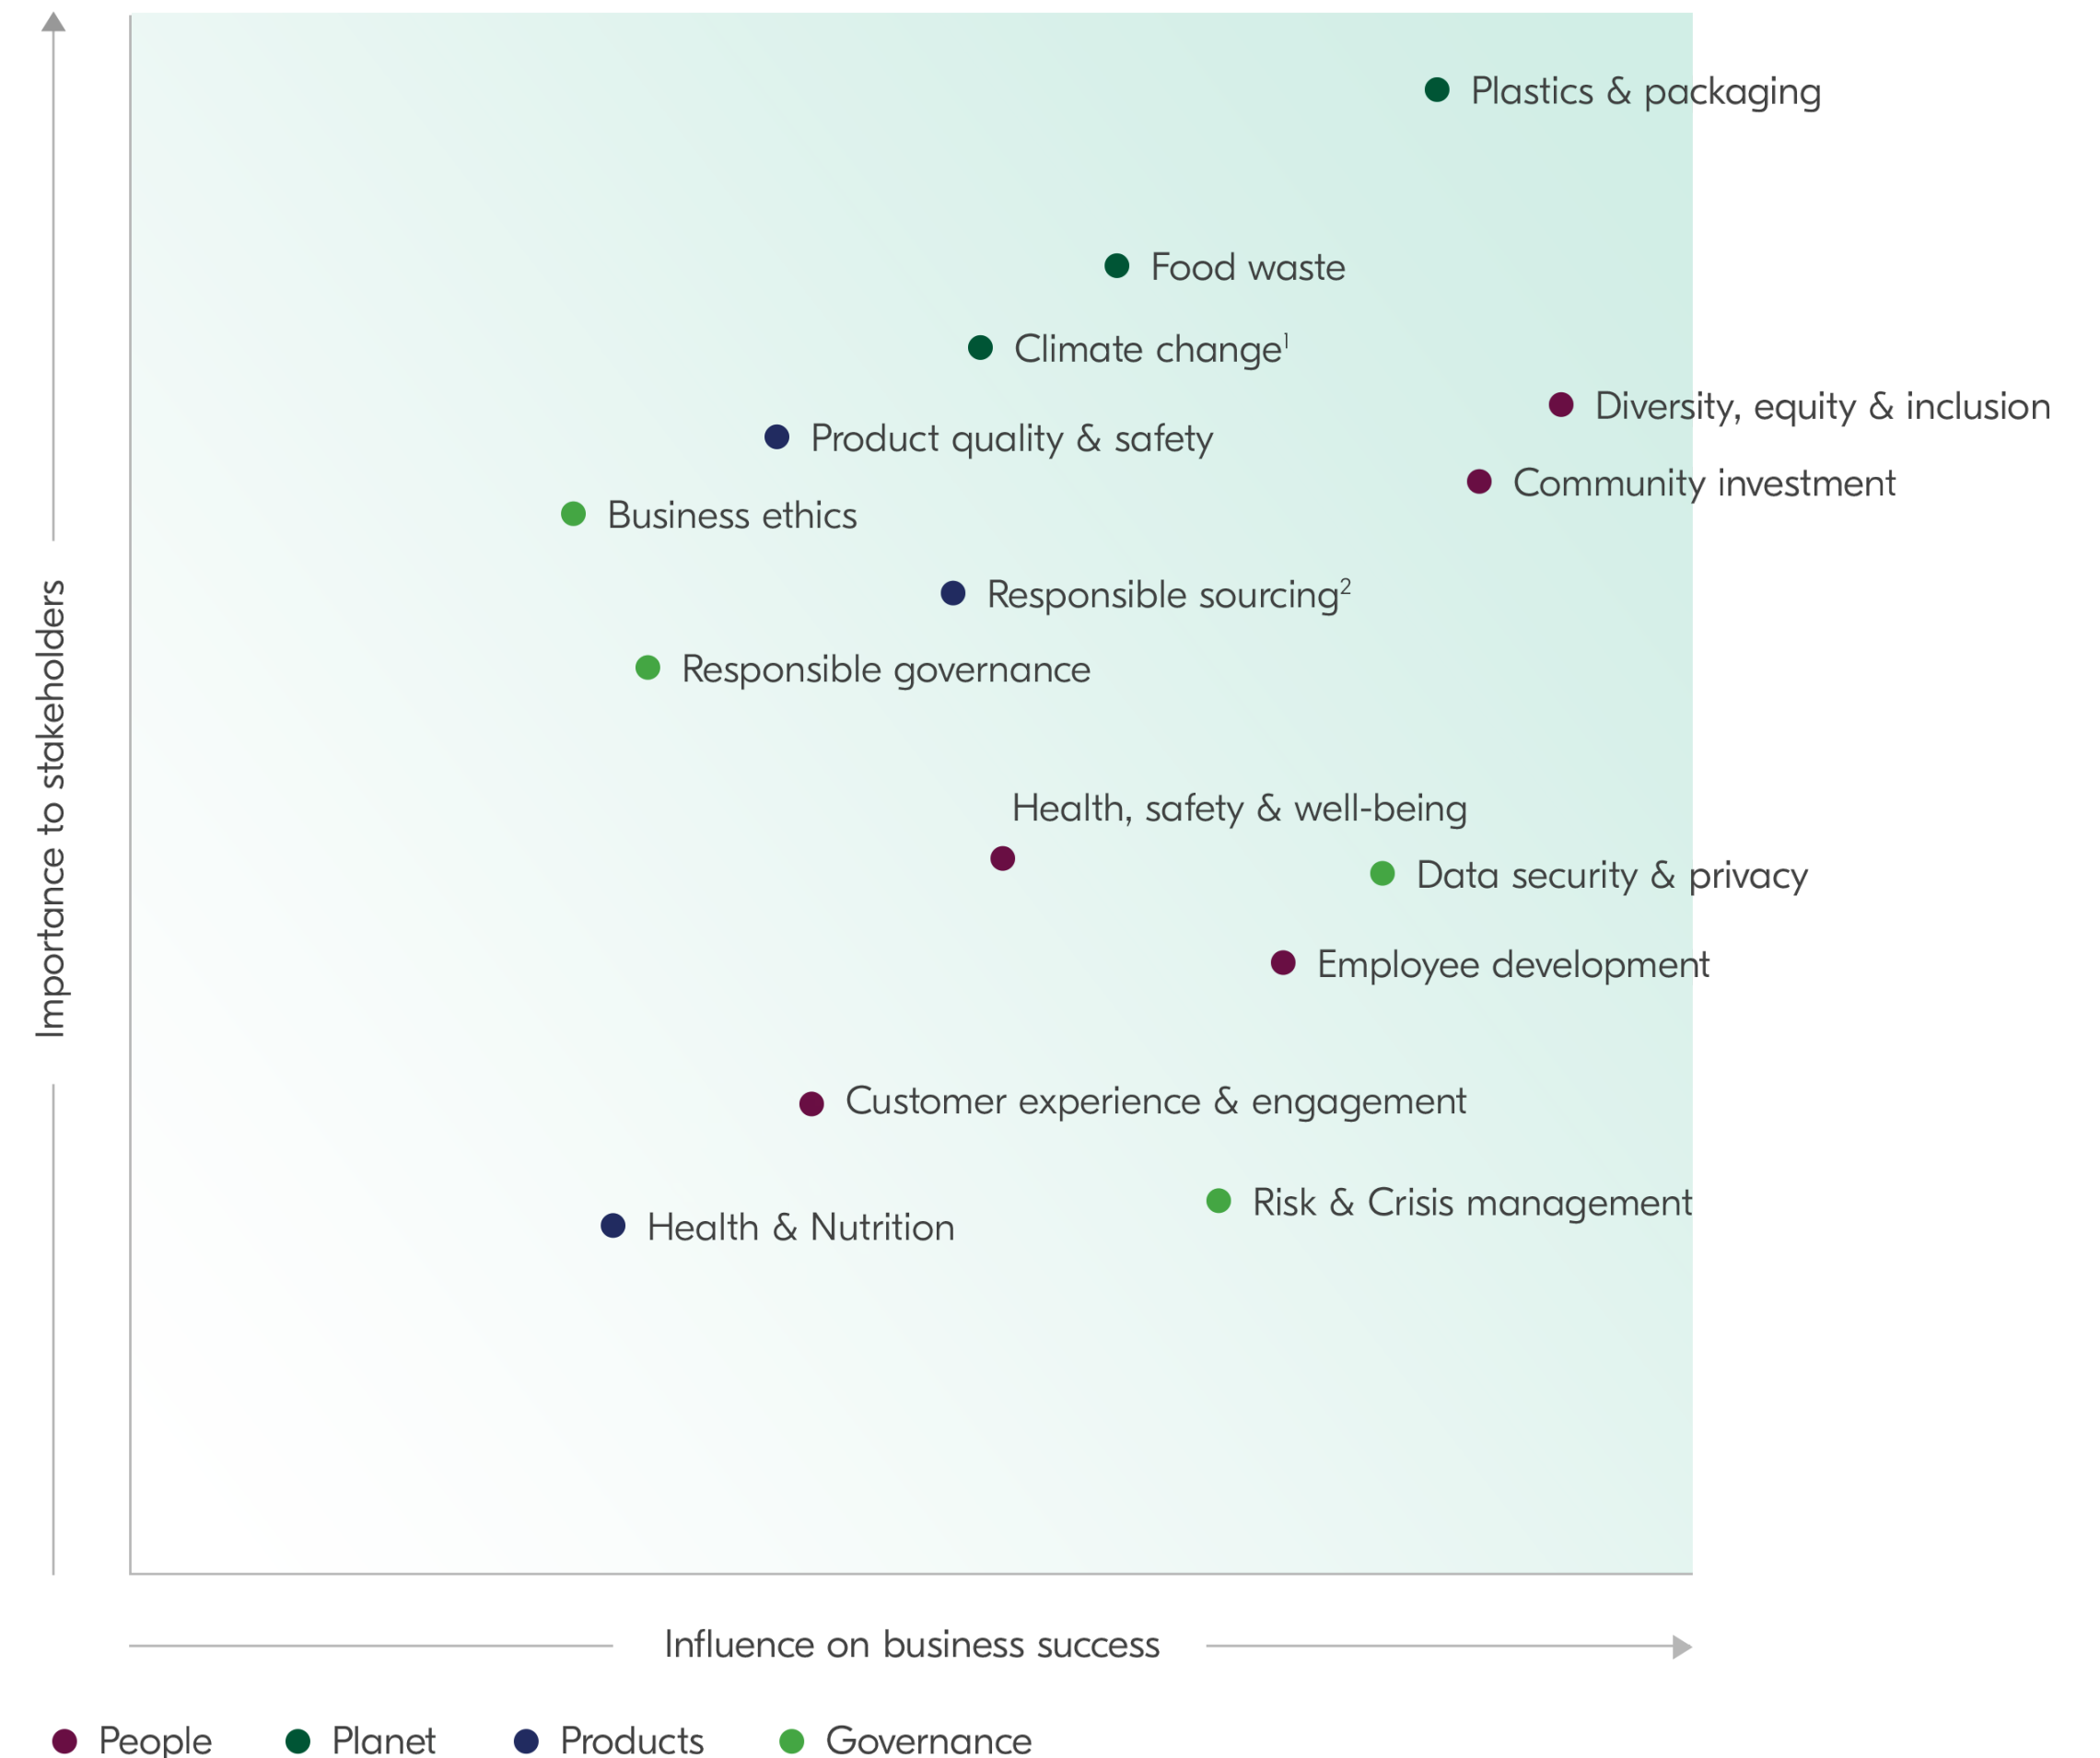 Plastics & packaging
Food waste
Climate change¹
Diversity, equity & inclusion
Product quality & safety
Community investment
Business ethics
Responsible sourcing²
Responsible governance
Importance to stakeholders
Health, safety & well-being
Data security & privacy
Employee development
Customer experience & engagement
Risk & Crisis management
Health & Nutrition
Influence on business success
People
Planet
Products
Governance